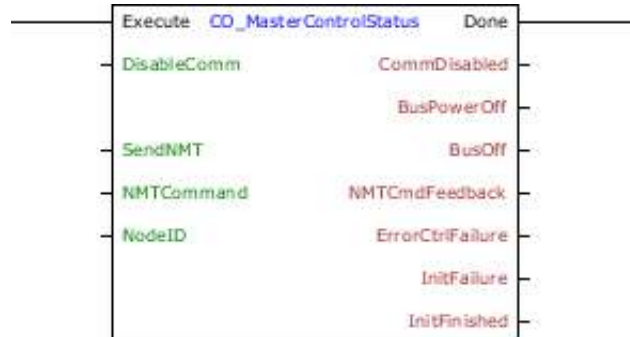 Execute CO_MasterControlStatus Done
DisableComm CommDisabled
BusPowerOff
SendNMT BusOff
NMTCommand NMTCmdFeedback
NodeID ErrorCtrlFailure
InitFailure
InitFinished